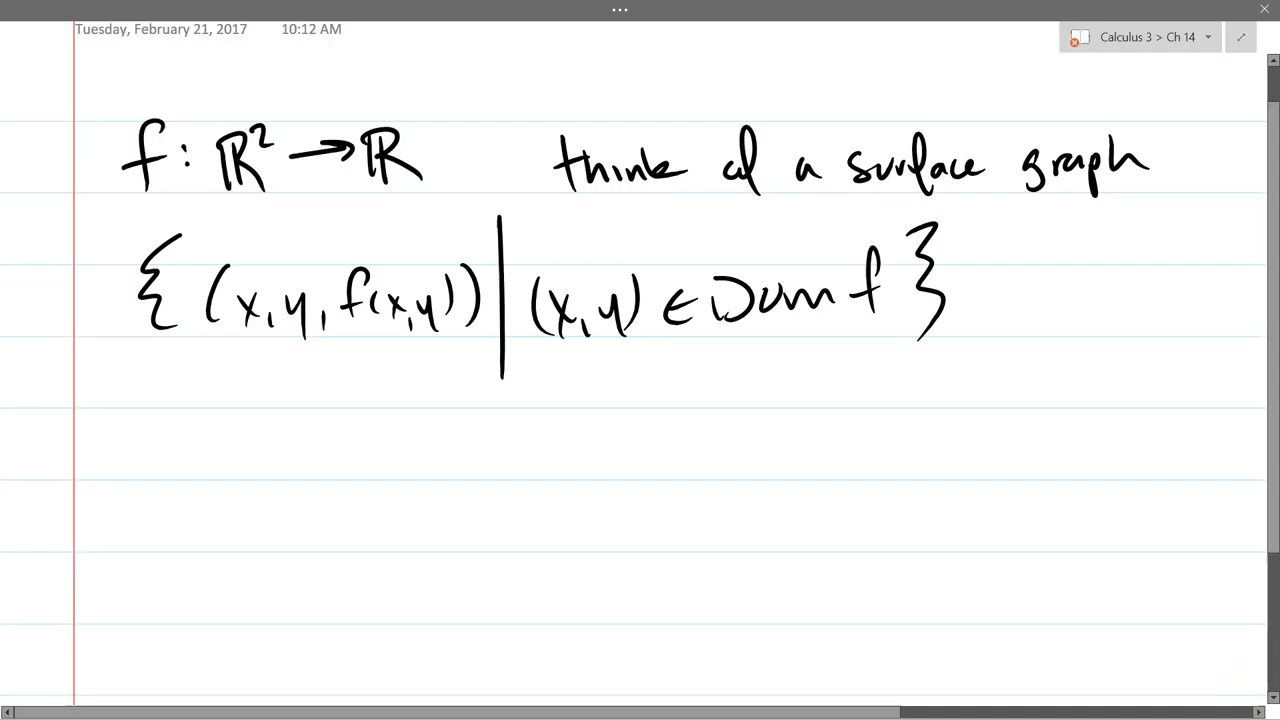 ...
Tuesday, February 21, 2017 10:12 AM
Calculus 3 > Ch 14
f: ℝ² → ℝ think of a surface graph
{ (x,y,f(x,y)) | (x,y) ∈ Dom f }